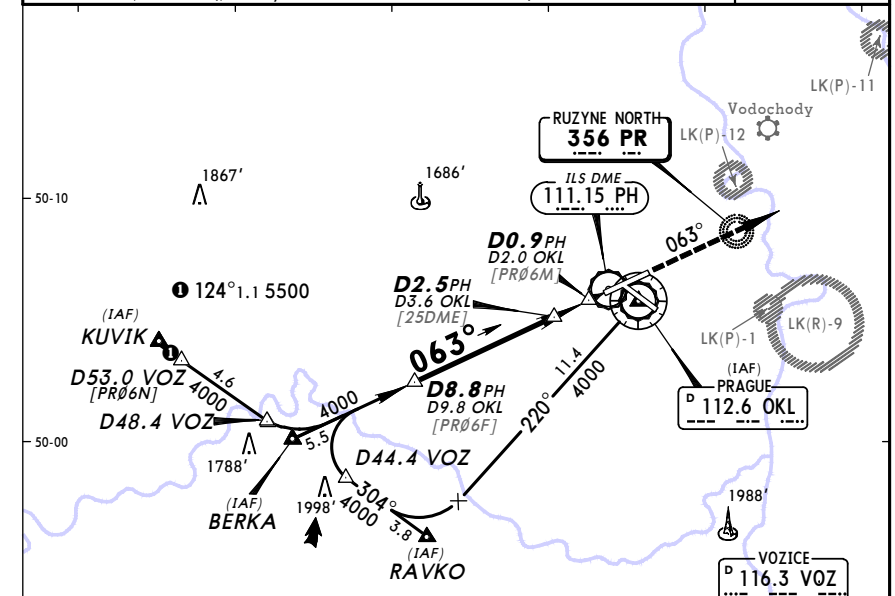 LK(P)-11
Vodochody
RUZYNE NORTH
356 PR
LK(P)-12
1867'
1686'
ILS DME
111.15 PH
50-10
063°
D0.9PH
D2.0 OKL
[PRØ6M]
D2.5PH
D3.6 OKL
[25DME]
1 124°1.1 5500
(IAF)
KUVIK
1
LK(P)-1
LK(R)-9
063°
(IAF)
PRAGUE
D 112.6 OKL
D53.0 VOZ
[PRØ6N]
4.6
4000
11.4
4000
220°
D8.8PH
D9.8 OKL
[PRØ6F]
4000
5.5
D48.4 VOZ
50-00
1788'
D44.4 VOZ
(IAF)
BERKA
1998'
304°
4000
3.8
(IAF)
RAVKO
1988'
VOZICE
D 116.3 VOZ